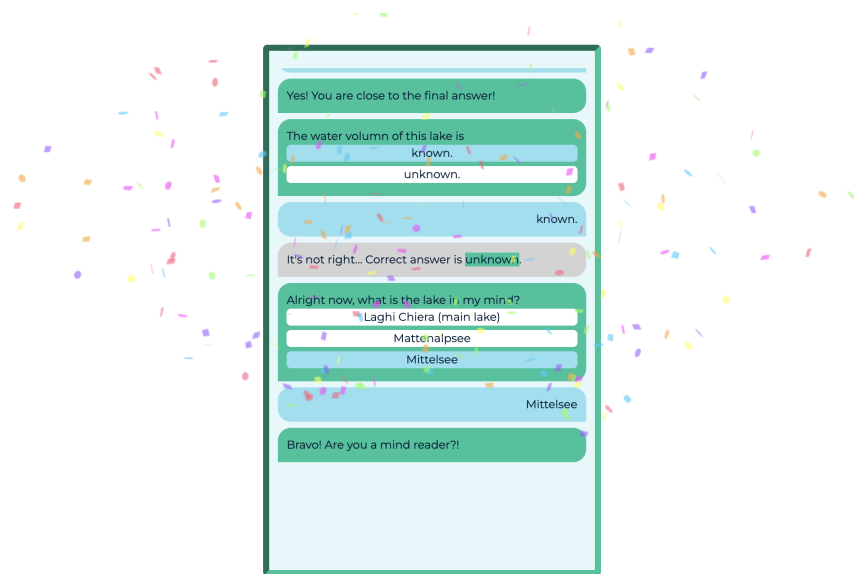 Yes! You are close to the final answer!
The water volumn of this lake is
known.
unknown.
known.
It's not right... Correct answer is unknown.
Alright now, what is the lake in my mind?
Laghi Chiera (main lake)
Mattenalpsee
Mittelsee
Mittelsee
Bravo! Are you a mind reader?!